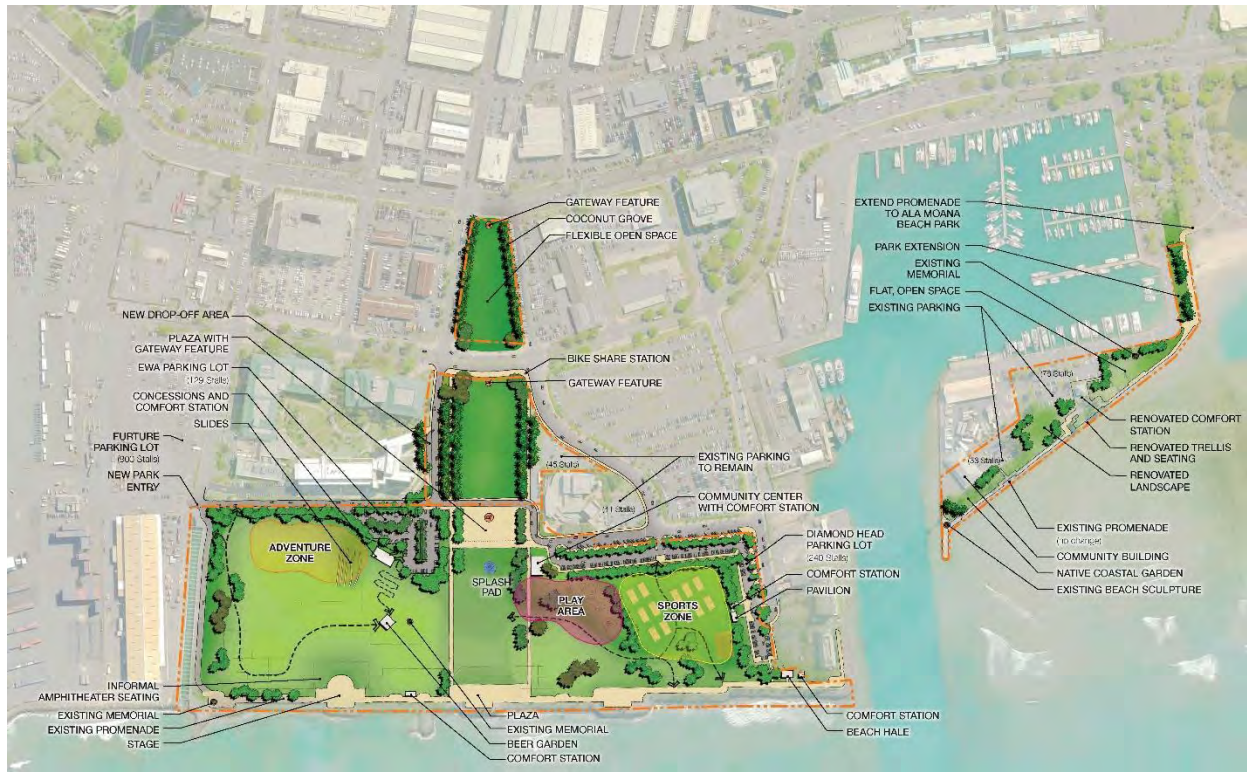 GATEWAY FEATURE
COCONUT GROVE
FLEXIBLE OPEN SPACE
EXTEND PROMENADE
TO ALA MOANA
BEACH PARK
PARK EXTENSION
EXISTING
MEMORIAL
FLAT, OPEN SPACE
EXISTING PARKING
NEW DROP-OFF AREA
PLAZA WITH
GATEWAY FEATURE
EWA PARKING LOT
(129 Stalls)
CONCESSIONS AND
COMFORT STATION
SLIDES
FURTURE
PARKING LOT
(900 Stalls)
NEW PARK
ENTRY
BIKE SHARE STATION
GATEWAY FEATURE
EXISTING PARKING
TO REMAIN
(45 Stalls)
COMMUNITY CENTER
WITH COMFORT STATION
DIAMOND HEAD
PARKING LOT
(240 Stalls)
COMFORT STATION
PAVILION
RENOVATED COMFORT
STATION
RENOVATED TRELLIS
AND SEATING
RENOVATED
LANDSCAPE
EXISTING PROMENADE
(no change)
COMMUNITY BUILDING
NATIVE COASTAL GARDEN
EXISTING BEACH SCULPTURE
ADVENTURE
ZONE
SPLASH
PAD
PLAY
AREA
SPORTS
ZONE
INFORMAL
AMPHITHEATER SEATING
EXISTING MEMORIAL
EXISTING PROMENADE
STAGE
PLAZA
EXISTING MEMORIAL
BEER GARDEN
COMFORT STATION
COMFORT STATION
BEACH HALE